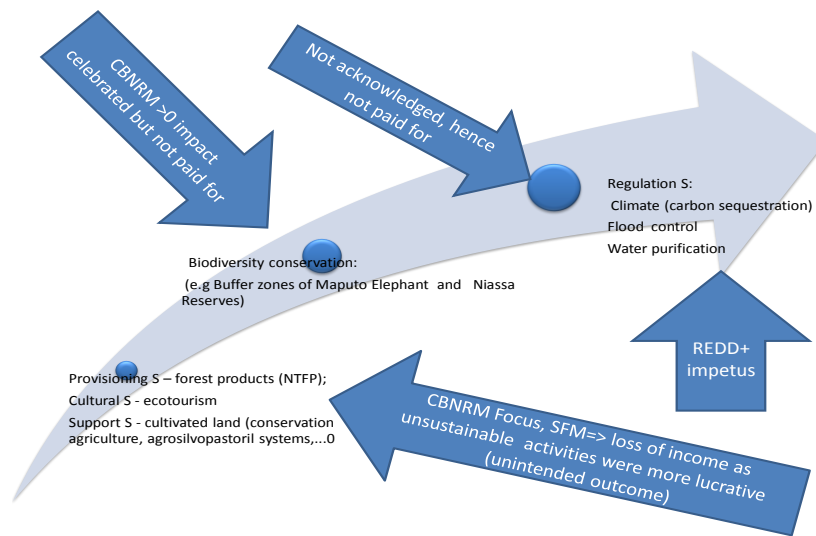 CBNRM >0 impact
celebrated but not paid for
Not acknowledged, hence
not paid for
Regulation S:
Climate (carbon sequestration)
Flood control
Water purification
Biodiversity conservation:
(e.g Buffer zones of Maputo Elephant and Niassa
Reserves)
REDD+
impetus
Provisioning S – forest products (NTFP);
Cultural S - ecotourism
Support S - cultivated land (conservation
agriculture, agrosilvopastoril systems,...0
CBNRM Focus, SFM=> loss of income as
unsustainable activities were more lucrative
(unintended outcome)